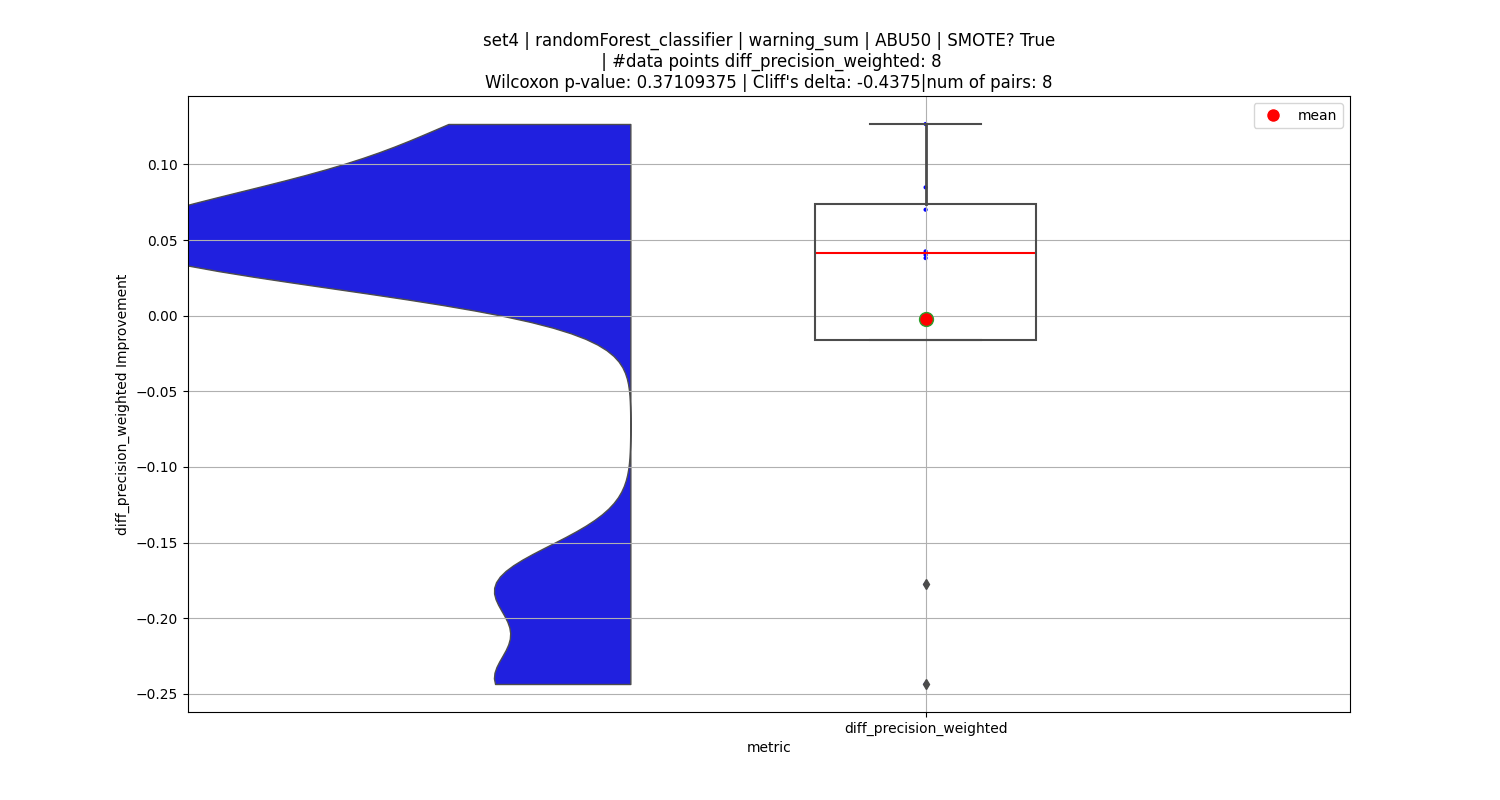 set4 | randomForest_classifier | warning_sum | ABU50 | SMOTE? True
| #data points diff_precision_weighted: 8
Wilcoxon p-value: 0.37109375 | Cliff's delta: -0.4375|num of pairs: 8
mean
0.10
0.05
0.00
−0.05
−0.10
−0.15
−0.20
−0.25
diff_precision_weighted Improvement
diff_precision_weighted
metric